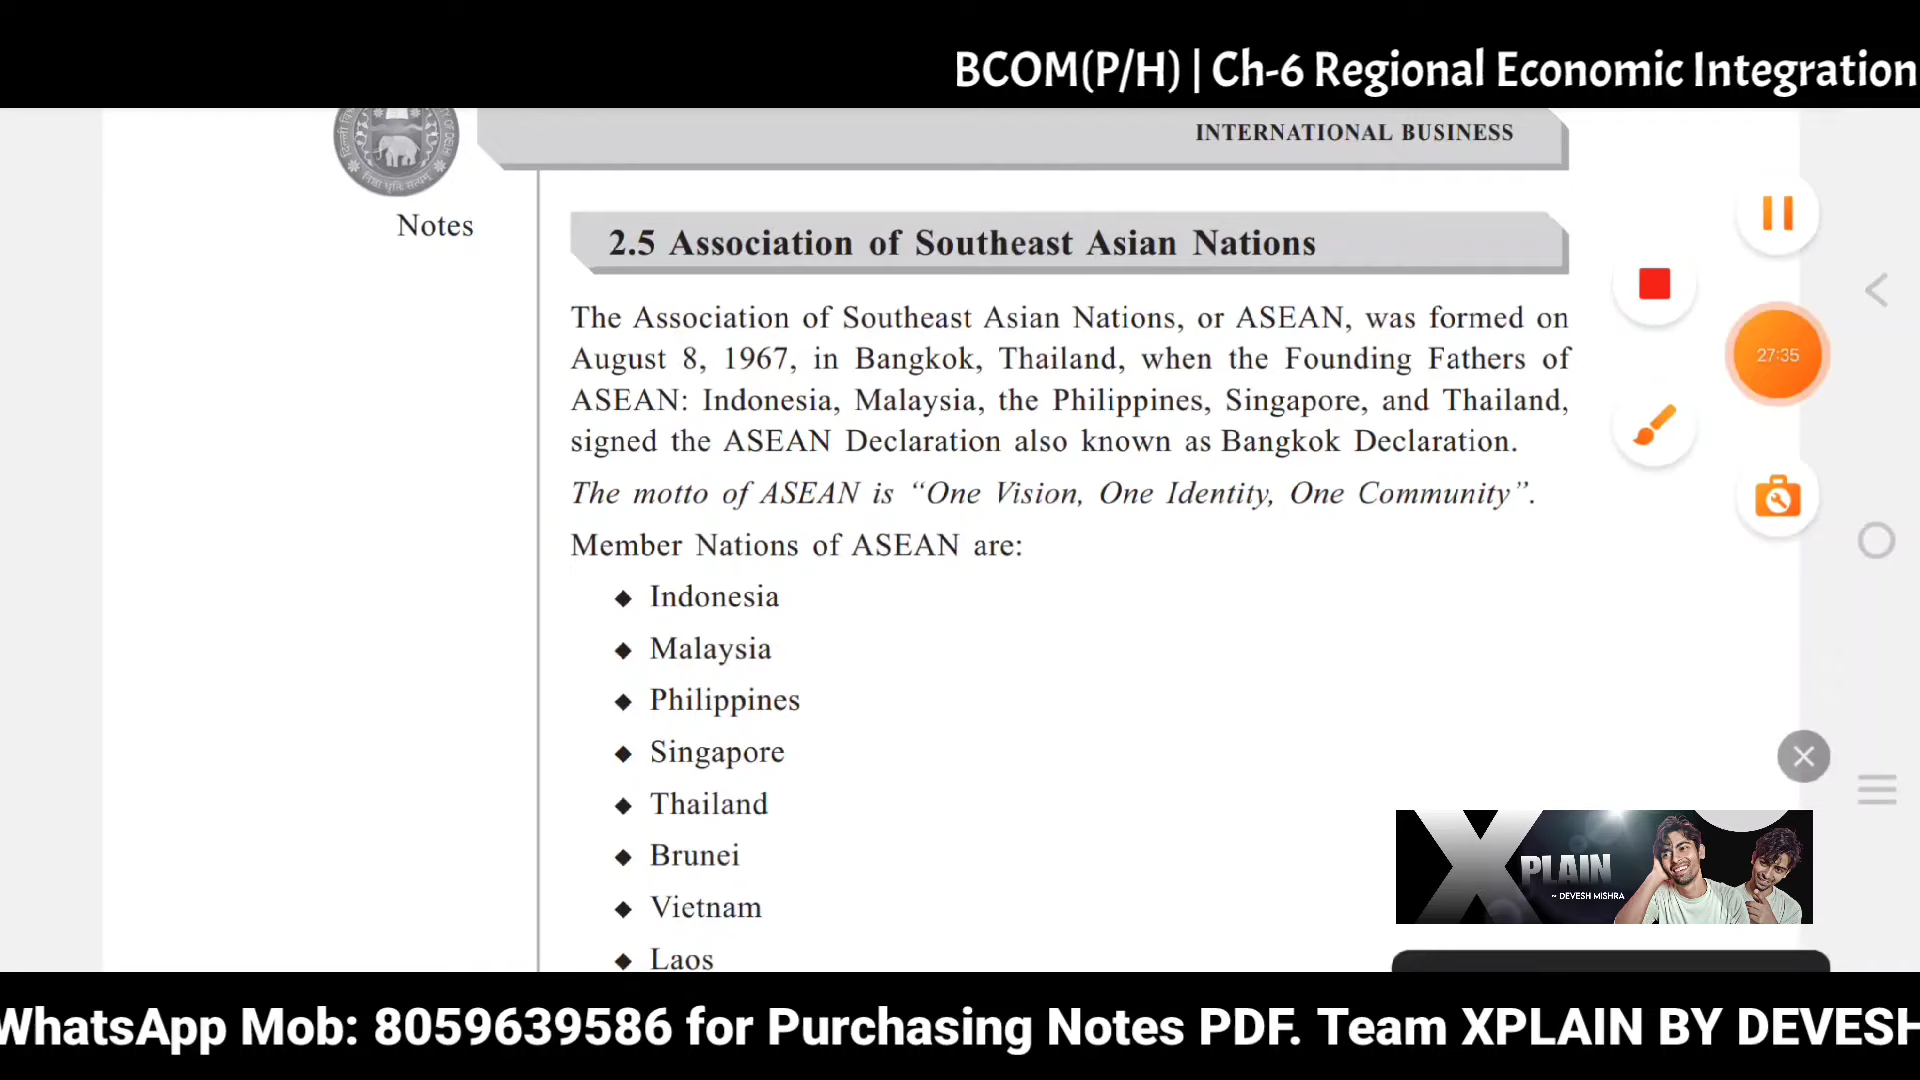 BCOM(P/H) | Ch-6 Regional Economic Integration
INTERNATIONAL BUSINESS
निष्ठा धृतिः सत्यम्
Notes
2.5 Association of Southeast Asian Nations
The Association of Southeast Asian Nations, or ASEAN, was formed on
August 8, 1967, in Bangkok, Thailand, when the Founding Fathers of
ASEAN: Indonesia, Malaysia, the Philippines, Singapore, and Thailand,
signed the ASEAN Declaration also known as Bangkok Declaration.
The motto of ASEAN is “One Vision, One Identity, One Community”.
Member Nations of ASEAN are:
◆ Indonesia
◆ Malaysia
◆ Philippines
◆ Singapore
◆ Thailand
◆ Brunei
◆ Vietnam
◆ Laos
27:35
XPLAIN
~ DEVESH MISHRA
WhatsApp Mob: 8059639586 for Purchasing Notes PDF. Team XPLAIN BY DEVESH